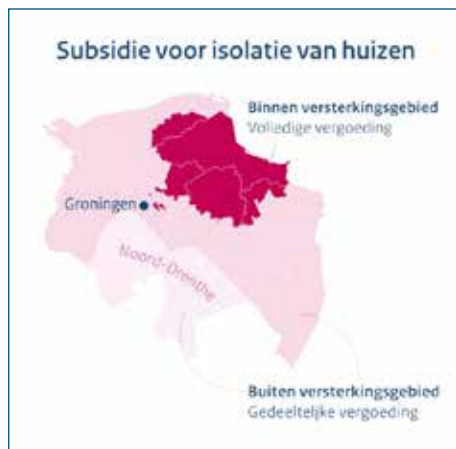 Subsidie voor isolatie van huizen
Binnen versterkingsgebied
Volledige vergoeding
Groningen
Noord-Drenthe
Buiten versterkingsgebied
Gedeeltelijke vergoeding